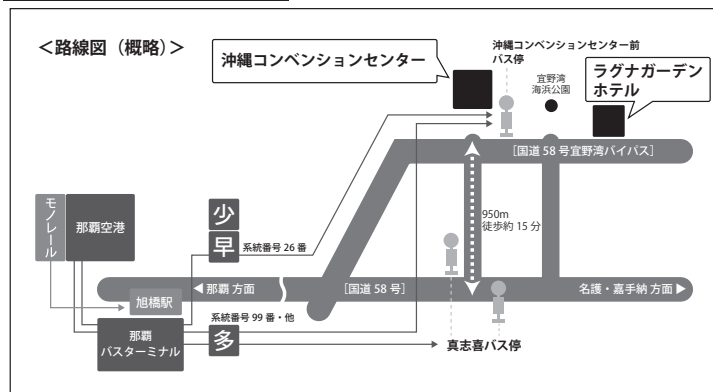 ＜路線図（概略）＞
沖縄コンベンションセンター
沖縄コンベンションセンター前
バス停
宜野湾
海浜公園
ラグナガーデン
ホテル
［国道 58 号宜野湾バイパス］
モノレール
那覇空港
少
早
系統番号 26 番
950m
徒歩約 15 分
旭橋駅
◀ 那覇 方面
［国道 58 号］
名護・嘉手納 方面 ▶
系統番号 99 番・他
那覇
バスターミナル
多
真志喜バス停